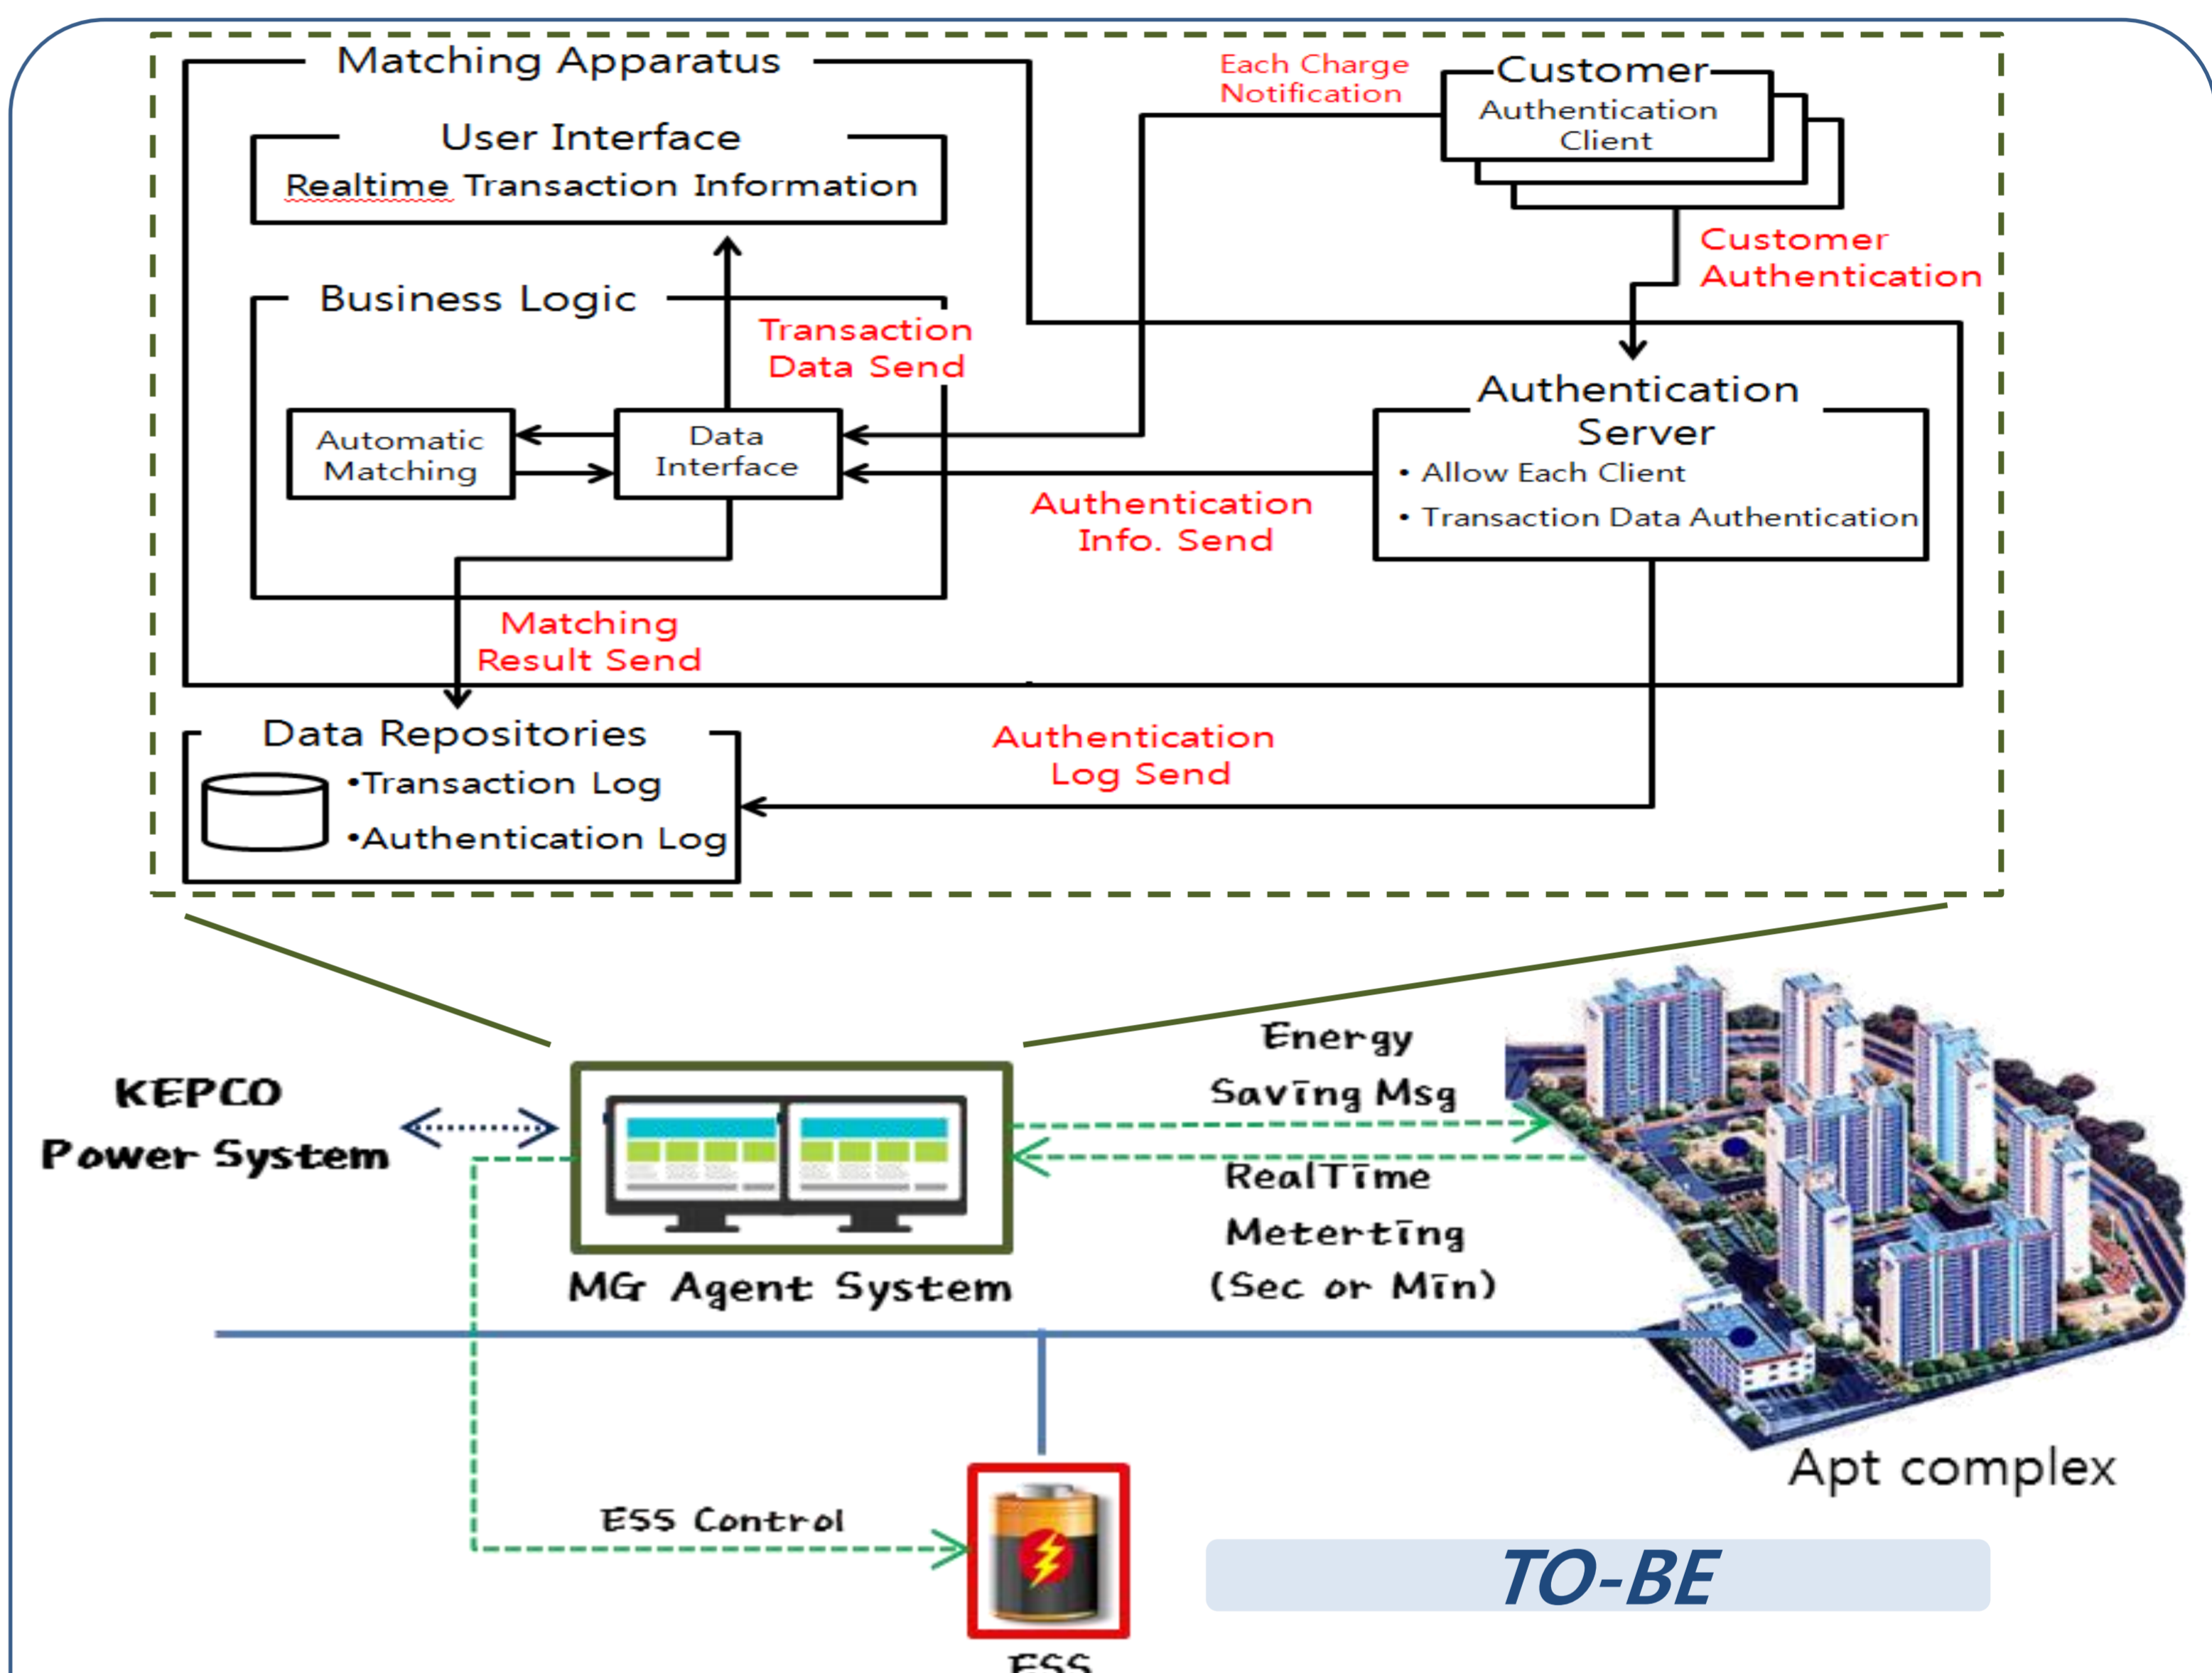 Matching Apparatus
User Interface
Realtime Transaction Information
Business Logic
Transaction
Data Send
Automatic
Matching
Data
Interface
Matching
Result Send
Each Charge
Notification
Customer
Authentication
Client
Customer
Authentication
Authentication
Server
• Allow Each Client
• Transaction Data Authentication
Authentication
Info. Send
Data Repositories
•Transaction Log
•Authentication Log
Authentication
Log Send
KEPCO
Power System
MG Agent System
Energy
Saving Msg
RealTime
Meterting
(Sec or Min)
Apt complex
ESS Control
ESS
TO-BE